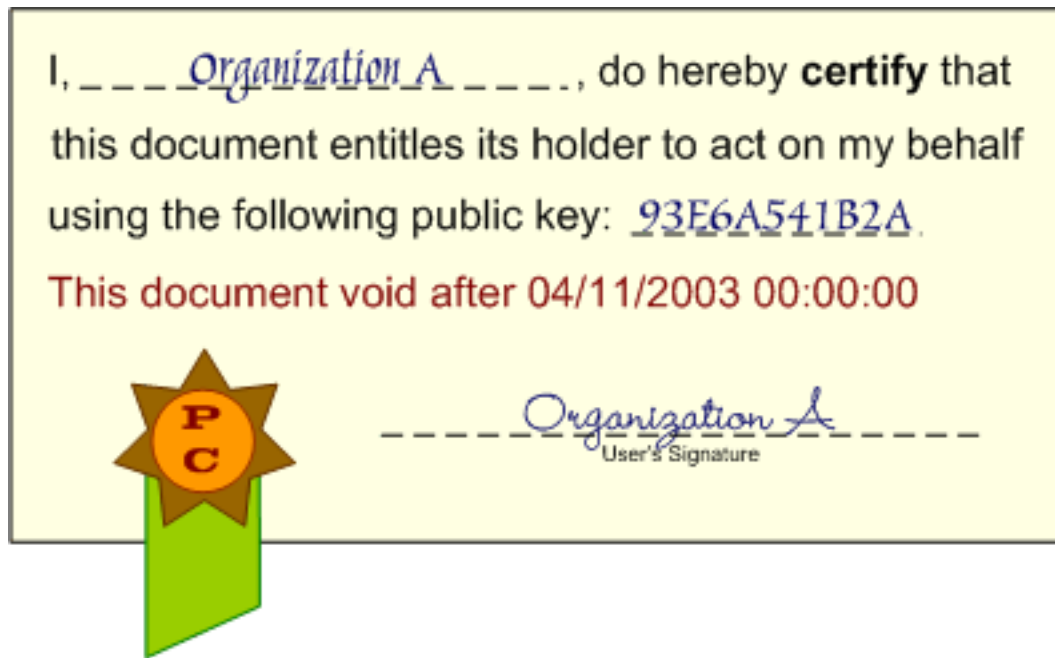 I, Organization A, do hereby certify that
this document entitles its holder to act on my behalf
using the following public key: 93E6A541B2A.
This document void after 04/11/2003 00:00:00
P
C
Organization A
User's Signature